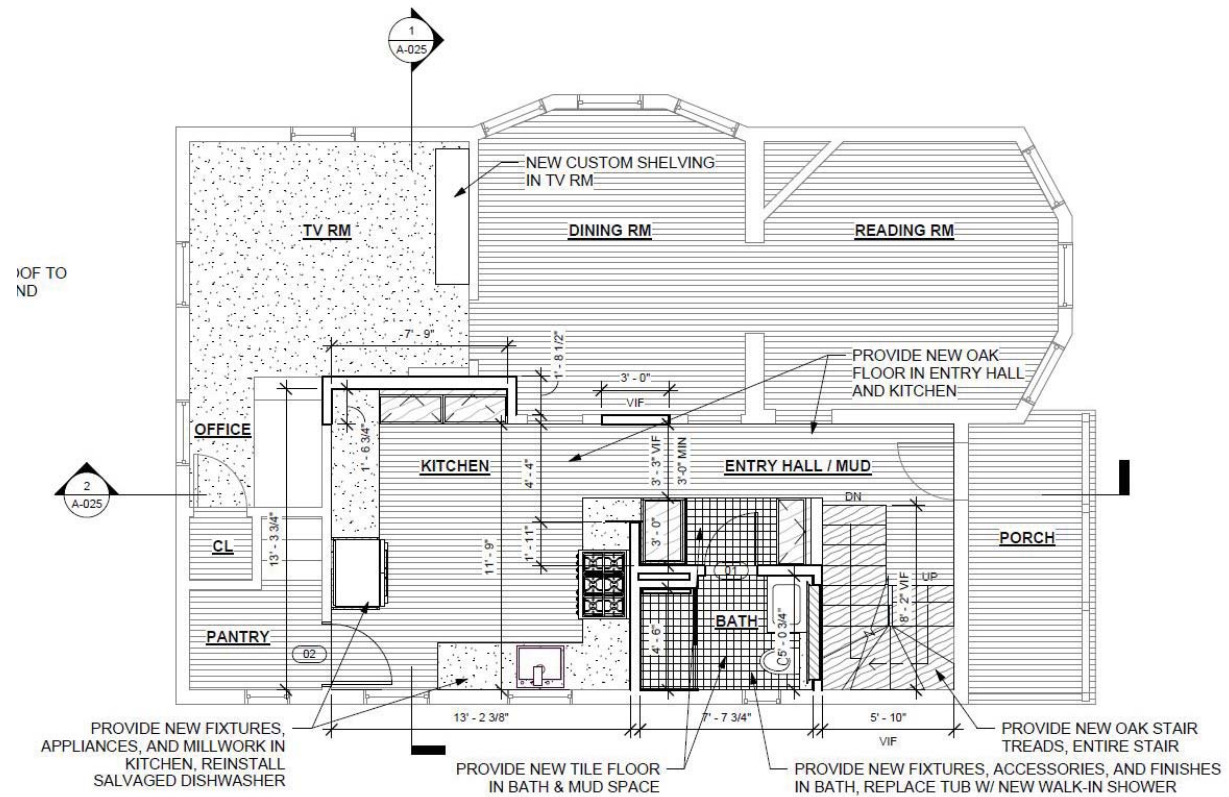 1
A-025
NEW CUSTOM SHELVING
IN TV RM
TV RM
DINING RM
READING RM
OF TO
ND
7' - 9"
1' - 8 1/2"
3' - 0"
VIF
PROVIDE NEW OAK
FLOOR IN ENTRY HALL
AND KITCHEN
OFFICE
1' - 6 3/4"
KITCHEN
4' - 4"
3' - 3" VIF
3'-0" MIN
ENTRY HALL / MUD
2
A-025
DN
CL
13' - 3 3/4"
11' - 9"
1' - 11"
3' - 0"
PORCH
01
UP
8' - 2" VIF
PANTRY
02
4' - 6"
BATH
5' - 0 3/4"
13' - 2 3/8"
7' - 7 3/4"
5' - 10"
VIF
PROVIDE NEW FIXTURES,
APPLIANCES, AND MILLWORK IN
KITCHEN, REINSTALL
SALVAGED DISHWASHER
PROVIDE NEW TILE FLOOR
IN BATH & MUD SPACE
PROVIDE NEW OAK STAIR
TREADS, ENTIRE STAIR
PROVIDE NEW FIXTURES, ACCESSORIES, AND FINISHES
IN BATH, REPLACE TUB W/ NEW WALK-IN SHOWER